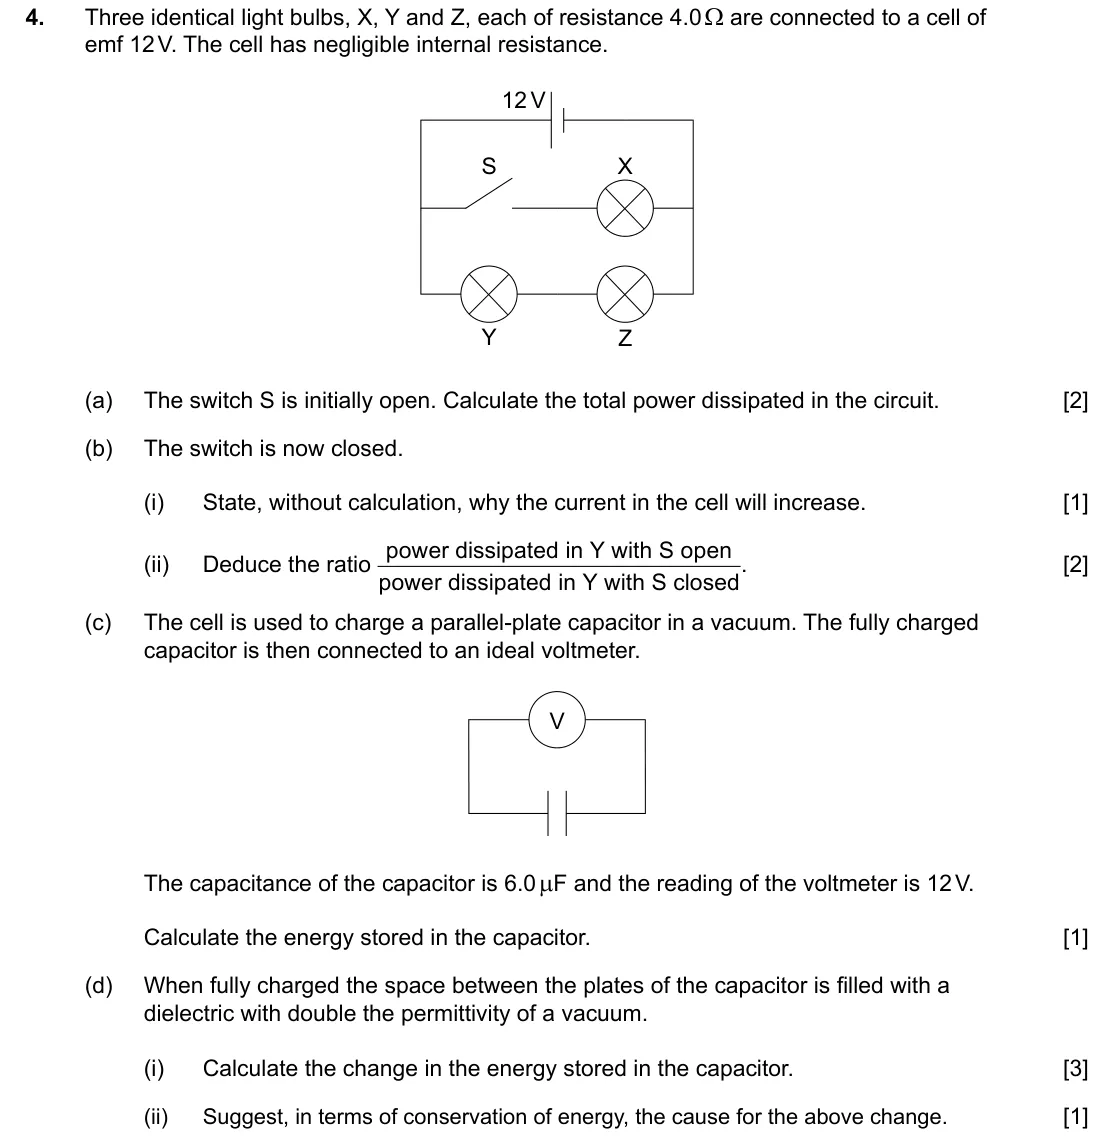 4. Three identical light bulbs, X, Y and Z, each of resistance 4.0Ω are connected to a cell of
emf 12V. The cell has negligible internal resistance.
12V
S X
Y Z
(a) The switch S is initially open. Calculate the total power dissipated in the circuit. [2]
(b) The switch is now closed.
(i) State, without calculation, why the current in the cell will increase. [1]
(ii) Deduce the ratio power dissipated in Y with S open / power dissipated in Y with S closed. [2]
(c) The cell is used to charge a parallel-plate capacitor in a vacuum. The fully charged
capacitor is then connected to an ideal voltmeter.
V
The capacitance of the capacitor is 6.0μF and the reading of the voltmeter is 12V.
Calculate the energy stored in the capacitor. [1]
(d) When fully charged the space between the plates of the capacitor is filled with a
dielectric with double the permittivity of a vacuum.
(i) Calculate the change in the energy stored in the capacitor. [3]
(ii) Suggest, in terms of conservation of energy, the cause for the above change. [1]